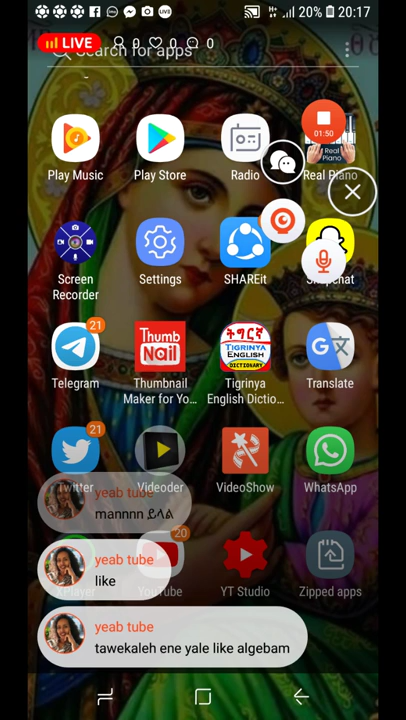 20% 20:17
LIVE 0 0 0
Search for apps
01:50
Play Music
Play Store
Radio
Real Piano
Real Piano
Screen Recorder
Settings
SHAREit
Snapchat
21
Thumb Nail
ትግርኛ
TIGRINYA
ENGLISH
DICTIONARY
G
Telegram
Thumbnail Maker for Yo...
Tigrinya English Dictio...
Translate
21
Twitter
Videoder
VideoShow
WhatsApp
yeab tube
mannnn ይላል
20
XPlayer
YouTube
YT Studio
Zipped apps
yeab tube
like
yeab tube
tawekaleh ene yale like algebam